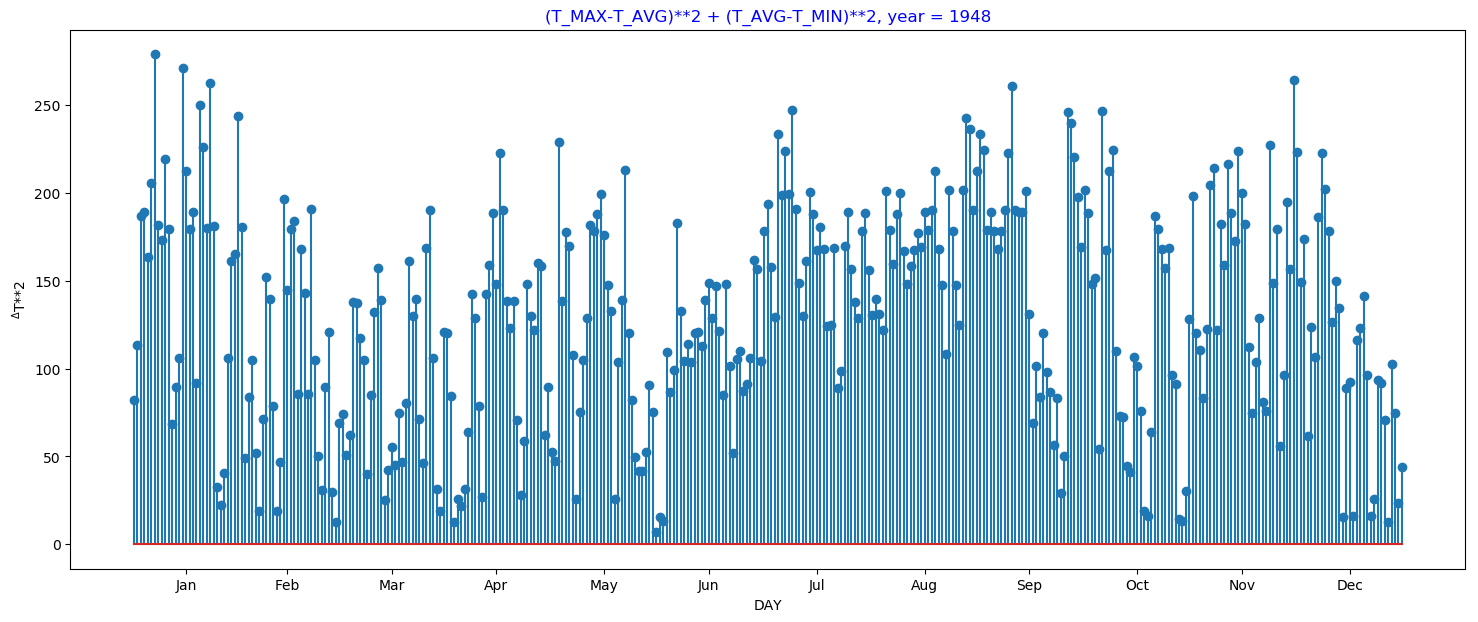 (T_MAX-T_AVG)**2 + (T_AVG-T_MIN)**2, year = 1948
ΔT**2
250
200
150
100
50
0
Jan Feb Mar Apr May Jun Jul Aug Sep Oct Nov Dec
DAY